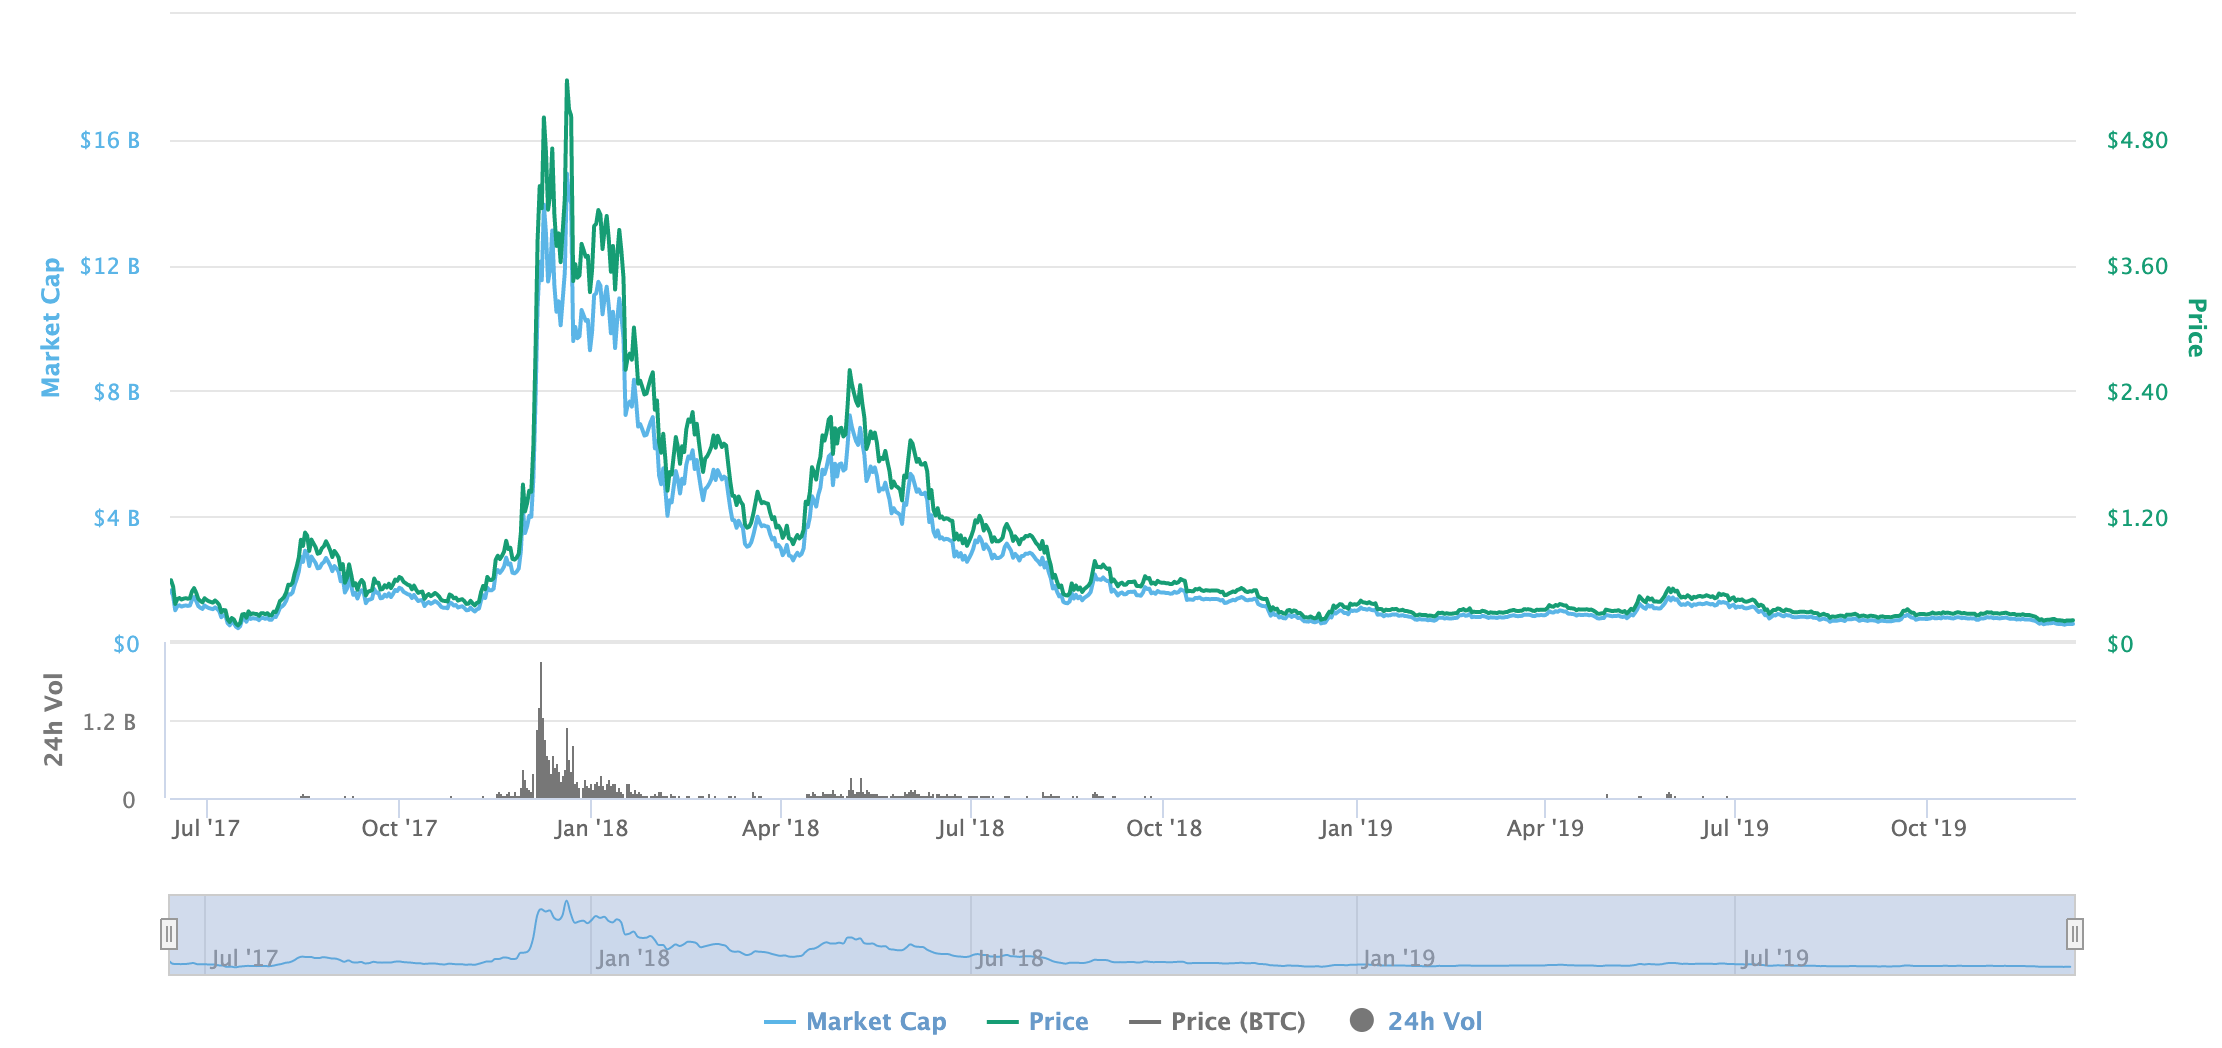 $16 B
$12 B
$8 B
$4 B
$0
Market Cap
$4.80
$3.60
$2.40
$1.20
$0
Price
24h Vol
1.2 B
0
Jul '17 Oct '17 Jan '18 Apr '18 Jul '18 Oct '18 Jan '19 Apr '19 Jul '19 Oct '19
Jul '17 Jan '18 Jul '18 Jan '19 Jul '19
Market Cap Price Price (BTC) 24h Vol